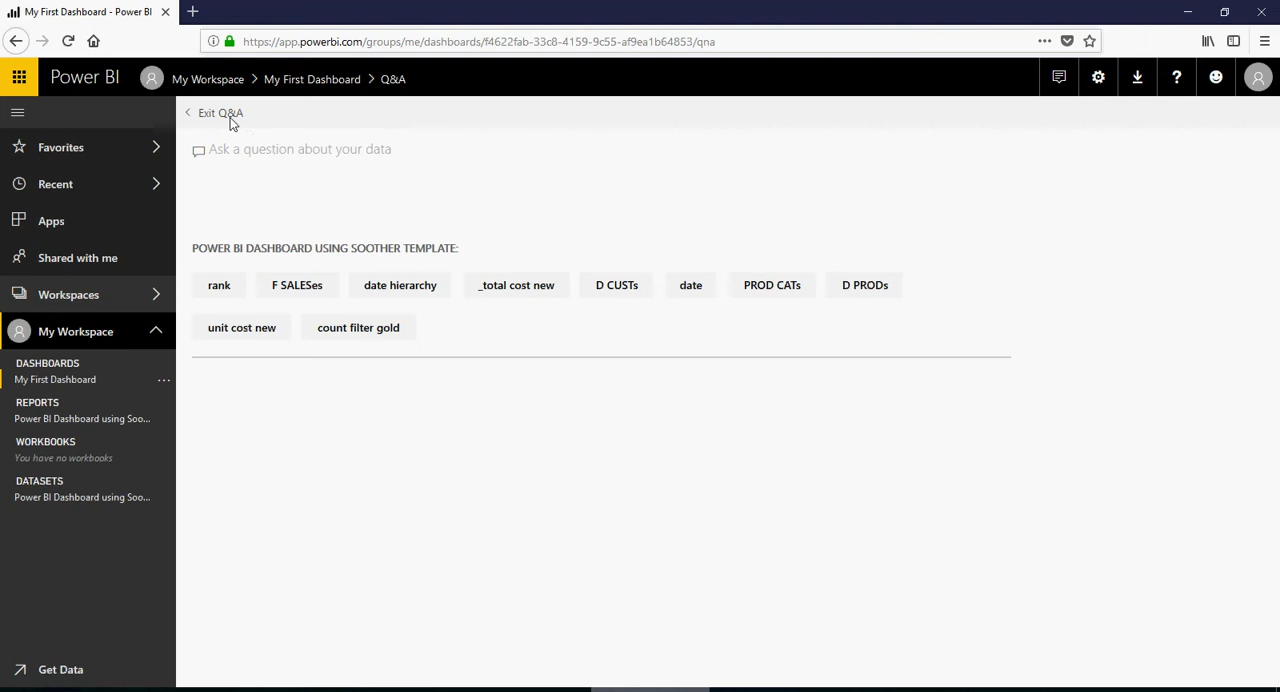 My First Dashboard - Power BI
https://app.powerbi.com/groups/me/dashboards/f4622fab-33c8-4159-9c55-af9ea1b64853/qna
Power BI My Workspace > My First Dashboard > Q&A
Exit Q&A
Ask a question about your data
Favorites
Recent
Apps
Shared with me
Workspaces
My Workspace
DASHBOARDS
My First Dashboard ...
REPORTS
Power BI Dashboard using Soo...
WORKBOOKS
You have no workbooks
DATASETS
Power BI Dashboard using Soo...
Get Data
POWER BI DASHBOARD USING SOOTHER TEMPLATE:
rank F SALESes date hierarchy _total cost new D CUSTs date PROD CATs D PRODs
unit cost new count filter gold